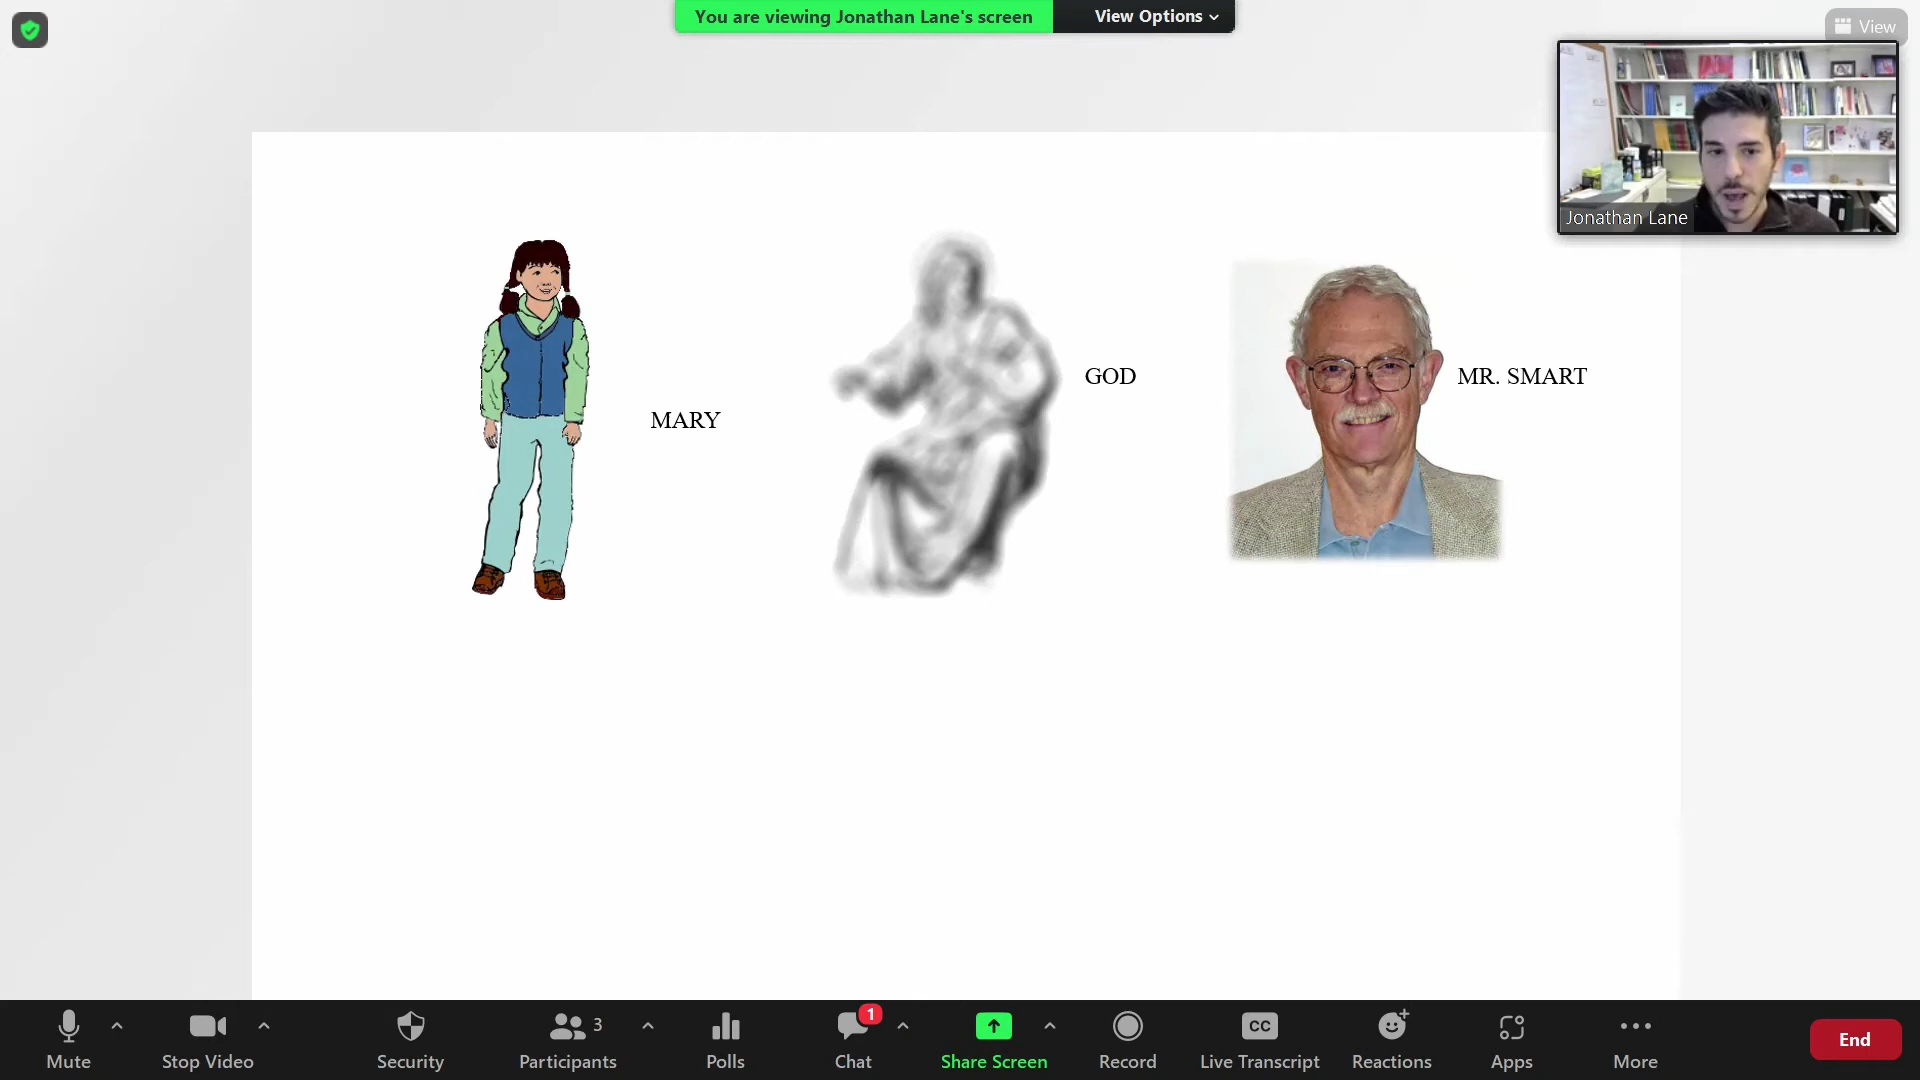 You are viewing Jonathan Lane's screen
View Options
View
Jonathan Lane
MARY
GOD
MR. SMART
Mute
Stop Video
Security
3
Participants
Polls
1
Chat
Share Screen
Record
CC
Live Transcript
Reactions
Apps
More
End